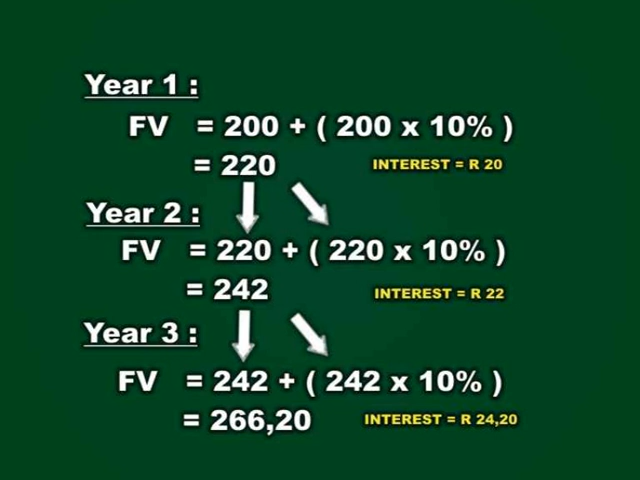 Year 1 :
FV = 200 + ( 200 x 10% )
= 220 INTEREST = R 20
Year 2 :
FV = 220 + ( 220 x 10% )
= 242 INTEREST = R 22
Year 3 :
FV = 242 + ( 242 x 10% )
= 266,20 INTEREST = R 24,20